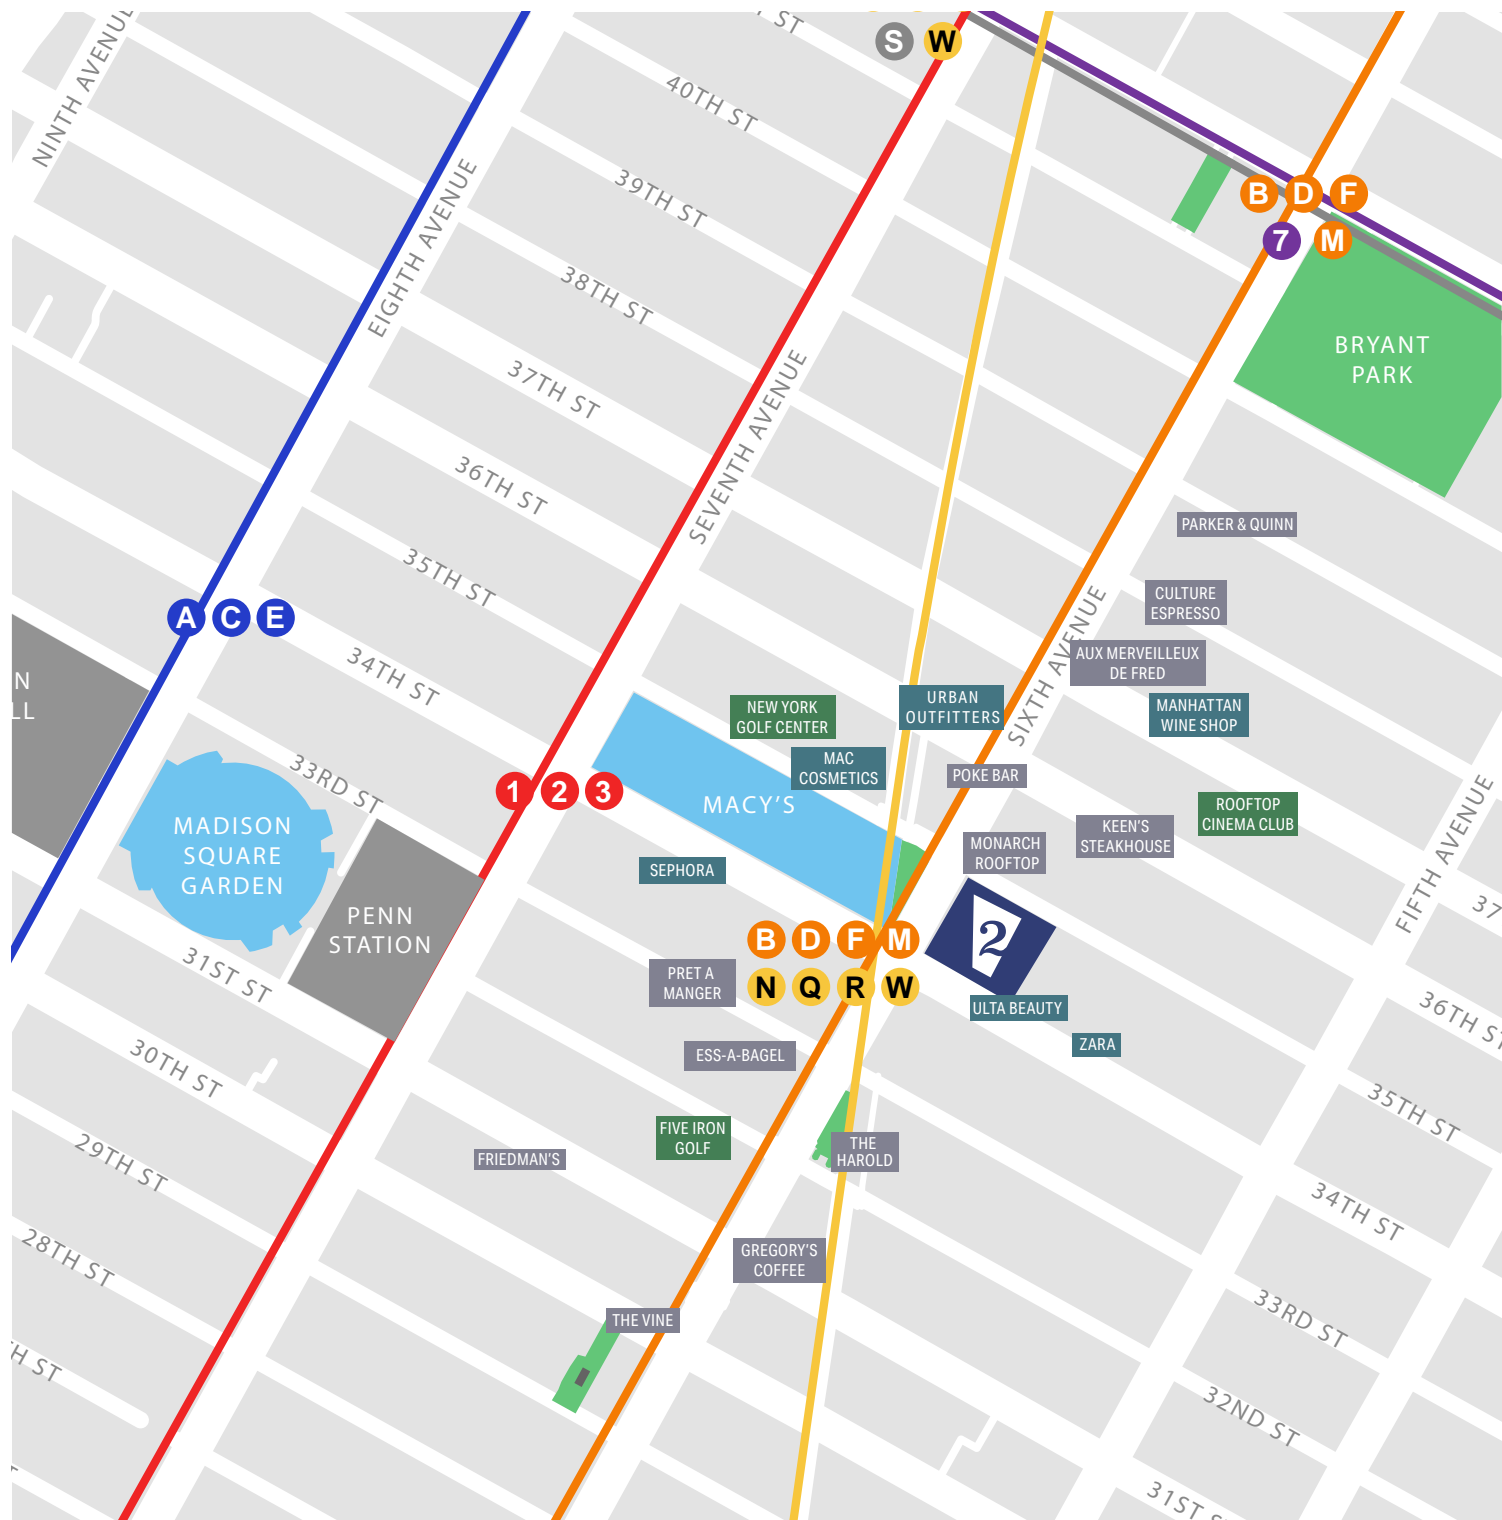 ST
S W
NINTH AVENUE
40TH ST
39TH ST
EIGHTH AVENUE
B D F
7 M
38TH ST
BRYANT
PARK
37TH ST
SEVENTH AVENUE
36TH ST
PARKER & QUINN
35TH ST
CULTURE
ESPRESSO
A C E
SIXTH AVENUE
AUX MERVEILLEUX
DE FRED
34TH ST
N
LL
URBAN
OUTFITTERS
NEW YORK
GOLF CENTER
MANHATTAN
WINE SHOP
MAC
COSMETICS
POKE BAR
33RD ST
1 2 3
MACY'S
ROOFTOP
CINEMA CLUB
MADISON
SQUARE
GARDEN
KEEN'S
STEAKHOUSE
MONARCH
ROOFTOP
FIFTH AVENUE
SEPHORA
37
PENN
STATION
2
B D F M
N Q R W
31ST ST
PRET A
MANGER
ULTA BEAUTY
36TH ST
ZARA
ESS-A-BAGEL
30TH ST
35TH ST
FIVE IRON
GOLF
THE
HAROLD
FRIEDMAN'S
29TH ST
34TH ST
28TH ST
GREGORY'S
COFFEE
THE VINE
33RD ST
H ST
32ND ST
31ST S